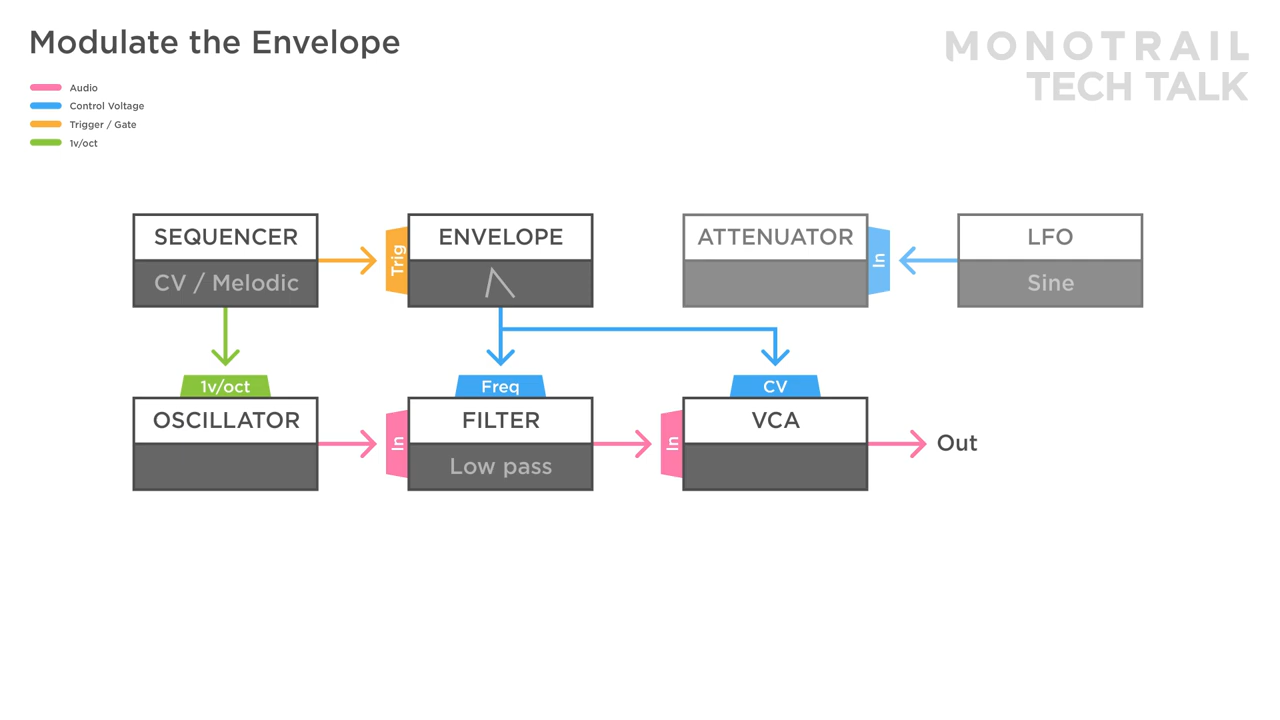 Modulate the Envelope
MONOTRAIL
TECH TALK
Audio
Control Voltage
Trigger / Gate
1v/oct
SEQUENCER
CV / Melodic
Trig
ENVELOPE
ATTENUATOR
In
LFO
Sine
1v/oct
OSCILLATOR
In
Freq
FILTER
Low pass
In
CV
VCA
Out